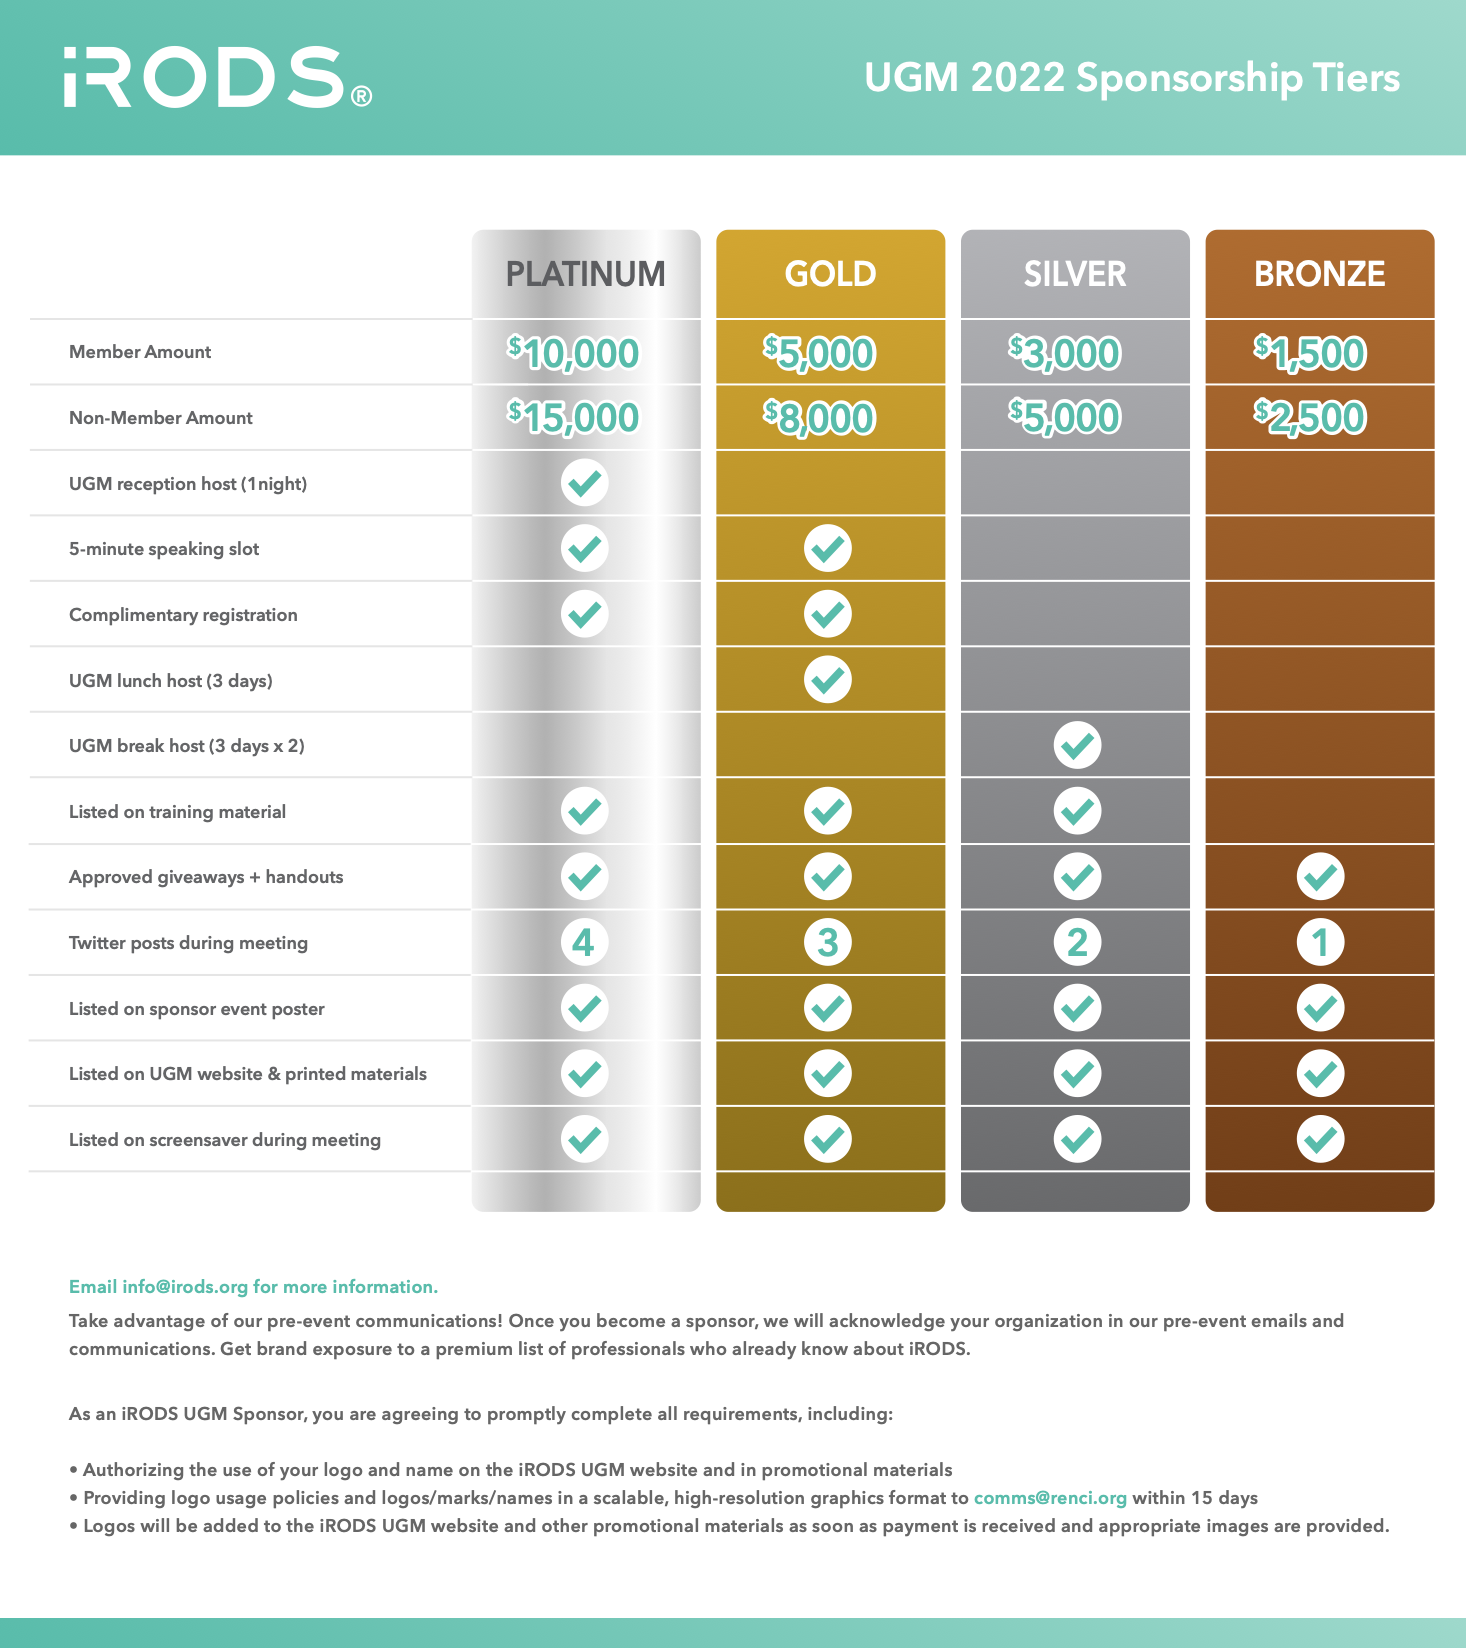 iRODS®
UGM 2022 Sponsorship Tiers
PLATINUM GOLD SILVER BRONZE
Member Amount $10,000 $5,000 $3,000 $1,500
Non-Member Amount $15,000 $8,000 $5,000 $2,500
UGM reception host (1night)
5-minute speaking slot
Complimentary registration
UGM lunch host (3 days)
UGM break host (3 days x 2)
Listed on training material
Approved giveaways + handouts
Twitter posts during meeting 4 3 2 1
Listed on sponsor event poster
Listed on UGM website & printed materials
Listed on screensaver during meeting
Email info@irods.org for more information.
Take advantage of our pre-event communications! Once you become a sponsor, we will acknowledge your organization in our pre-event emails and
communications. Get brand exposure to a premium list of professionals who already know about iRODS.
As an iRODS UGM Sponsor, you are agreeing to promptly complete all requirements, including:
• Authorizing the use of your logo and name on the iRODS UGM website and in promotional materials
• Providing logo usage policies and logos/marks/names in a scalable, high-resolution graphics format to comms@renci.org within 15 days
• Logos will be added to the iRODS UGM website and other promotional materials as soon as payment is received and appropriate images are provided.